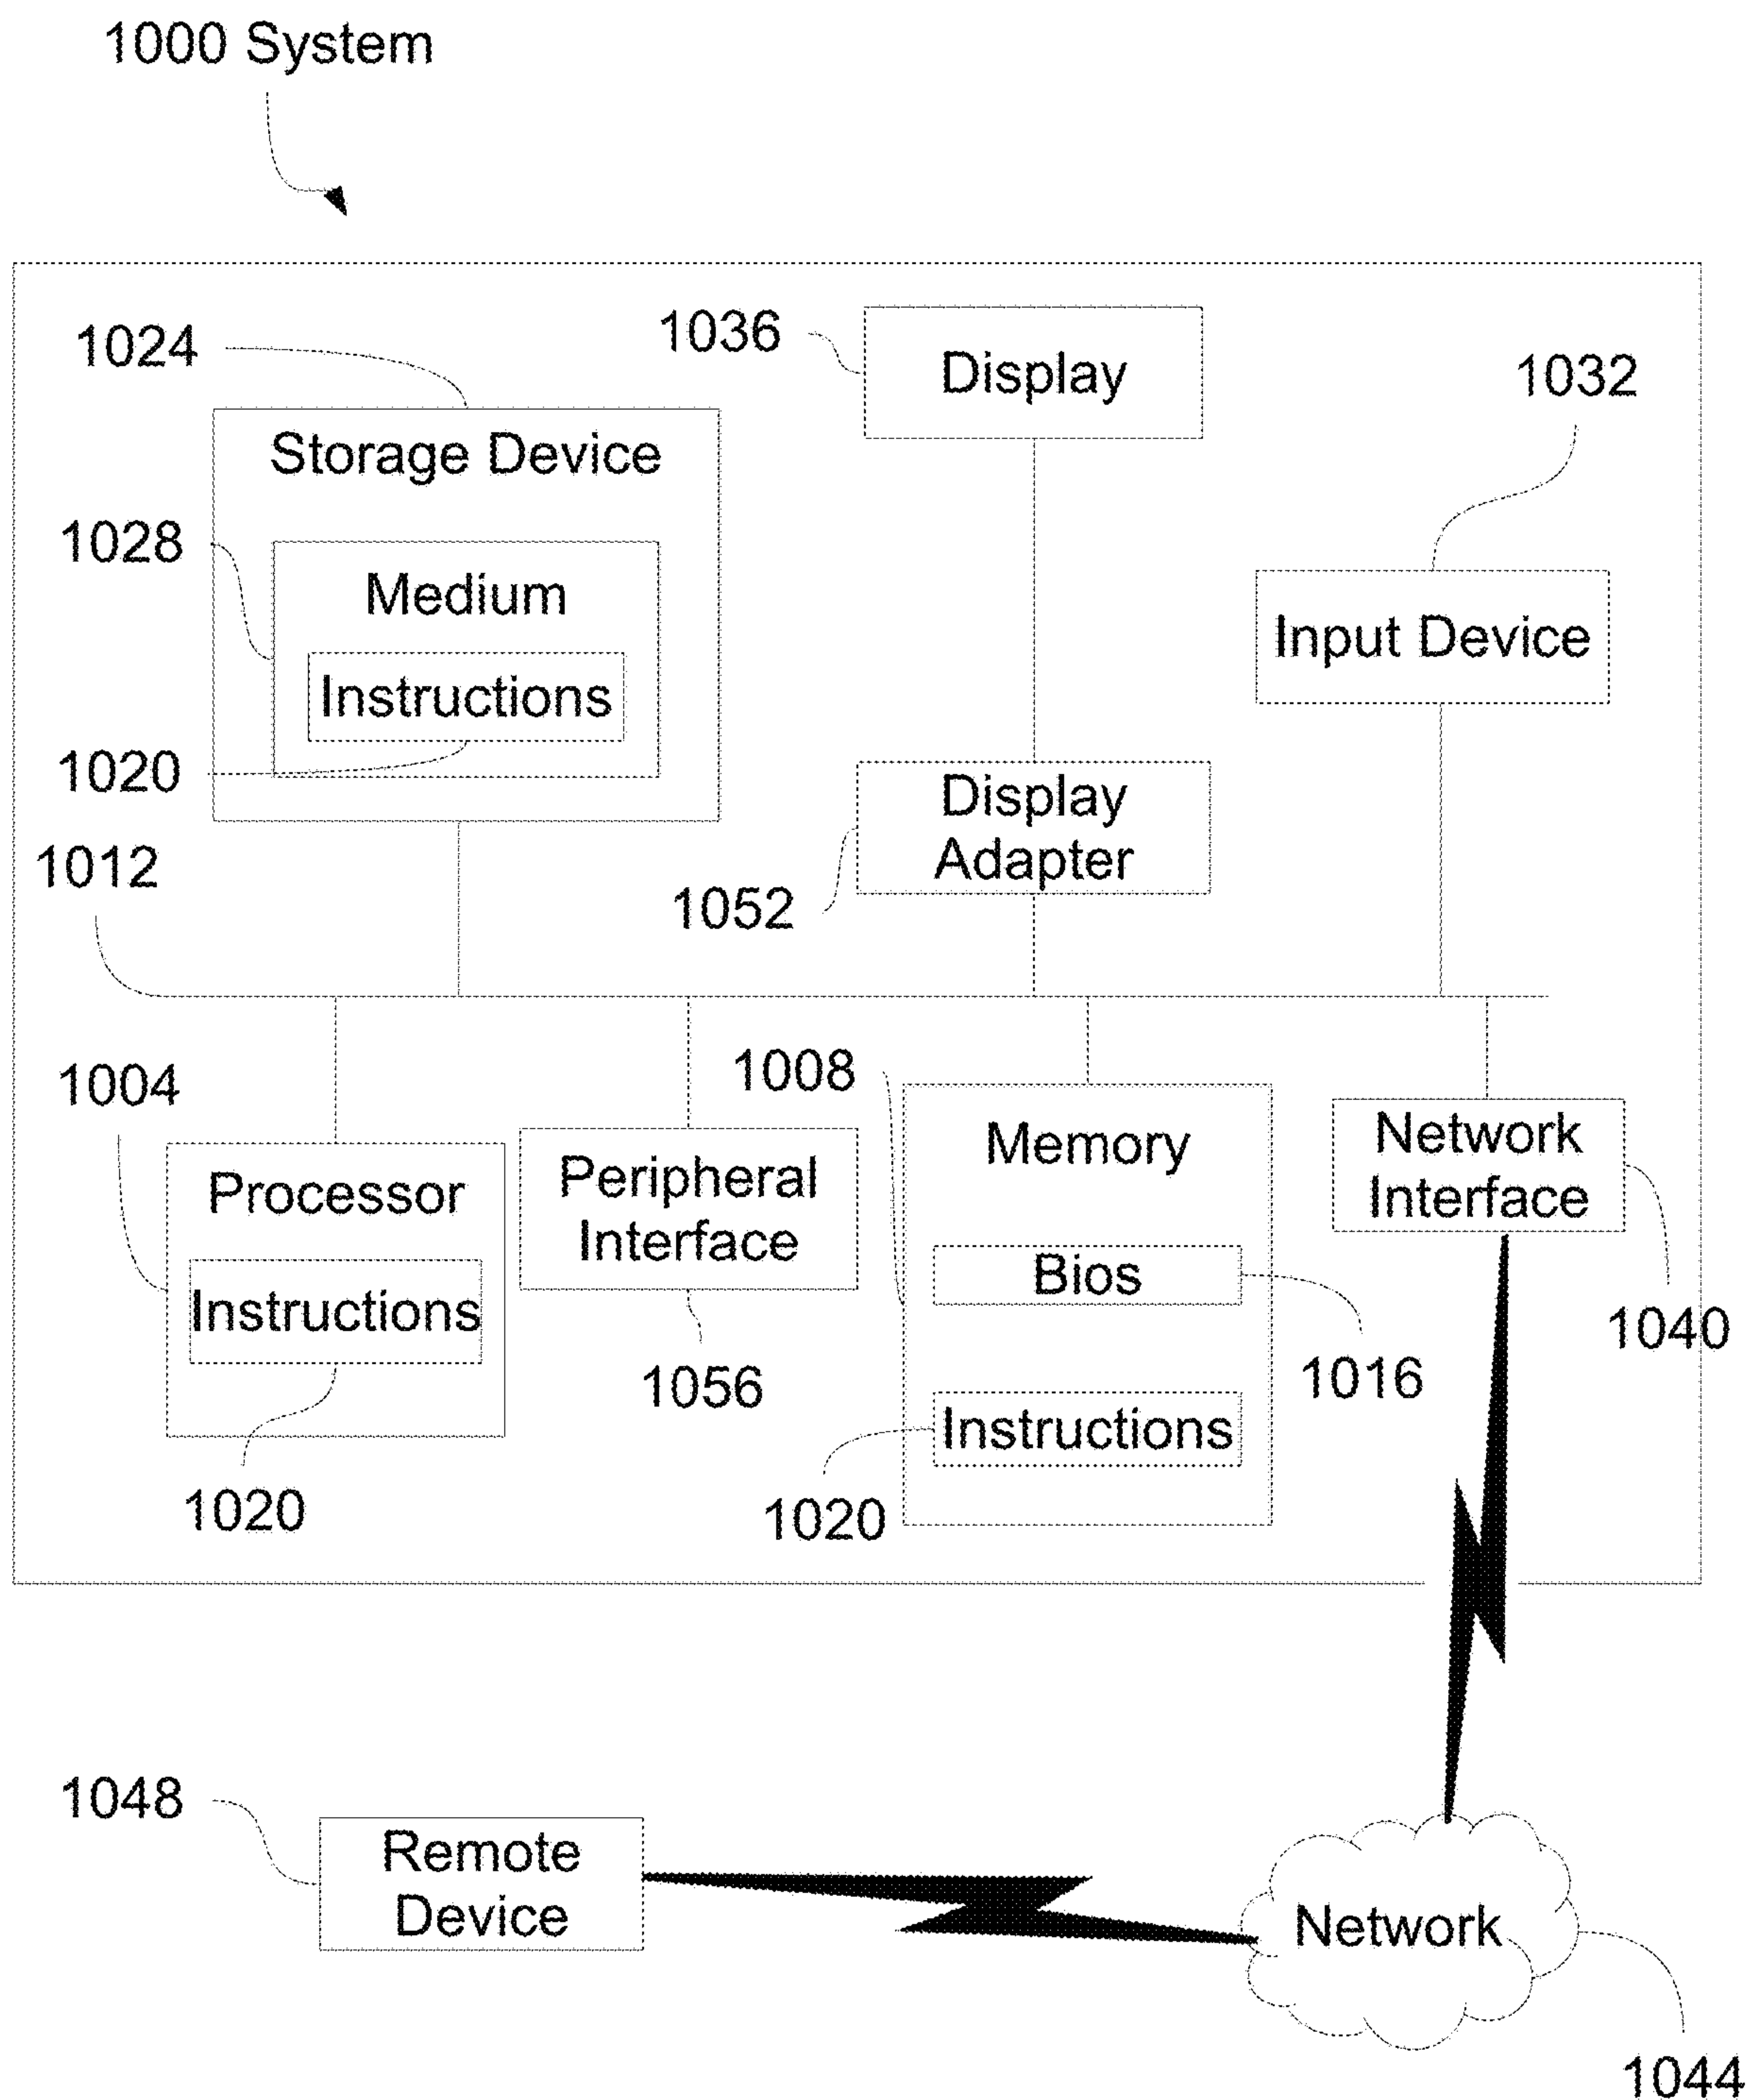 1000 System
1024
1036
Display
1032
Storage Device
1028
Medium
Instructions
Input Device
1020
Display
Adapter
1012
1052
1004
Processor
Instructions
1020
Peripheral
Interface
1056
1008
Memory
Bios
1016
Instructions
1020
Network
Interface
1040
1048
Remote
Device
Network
1044